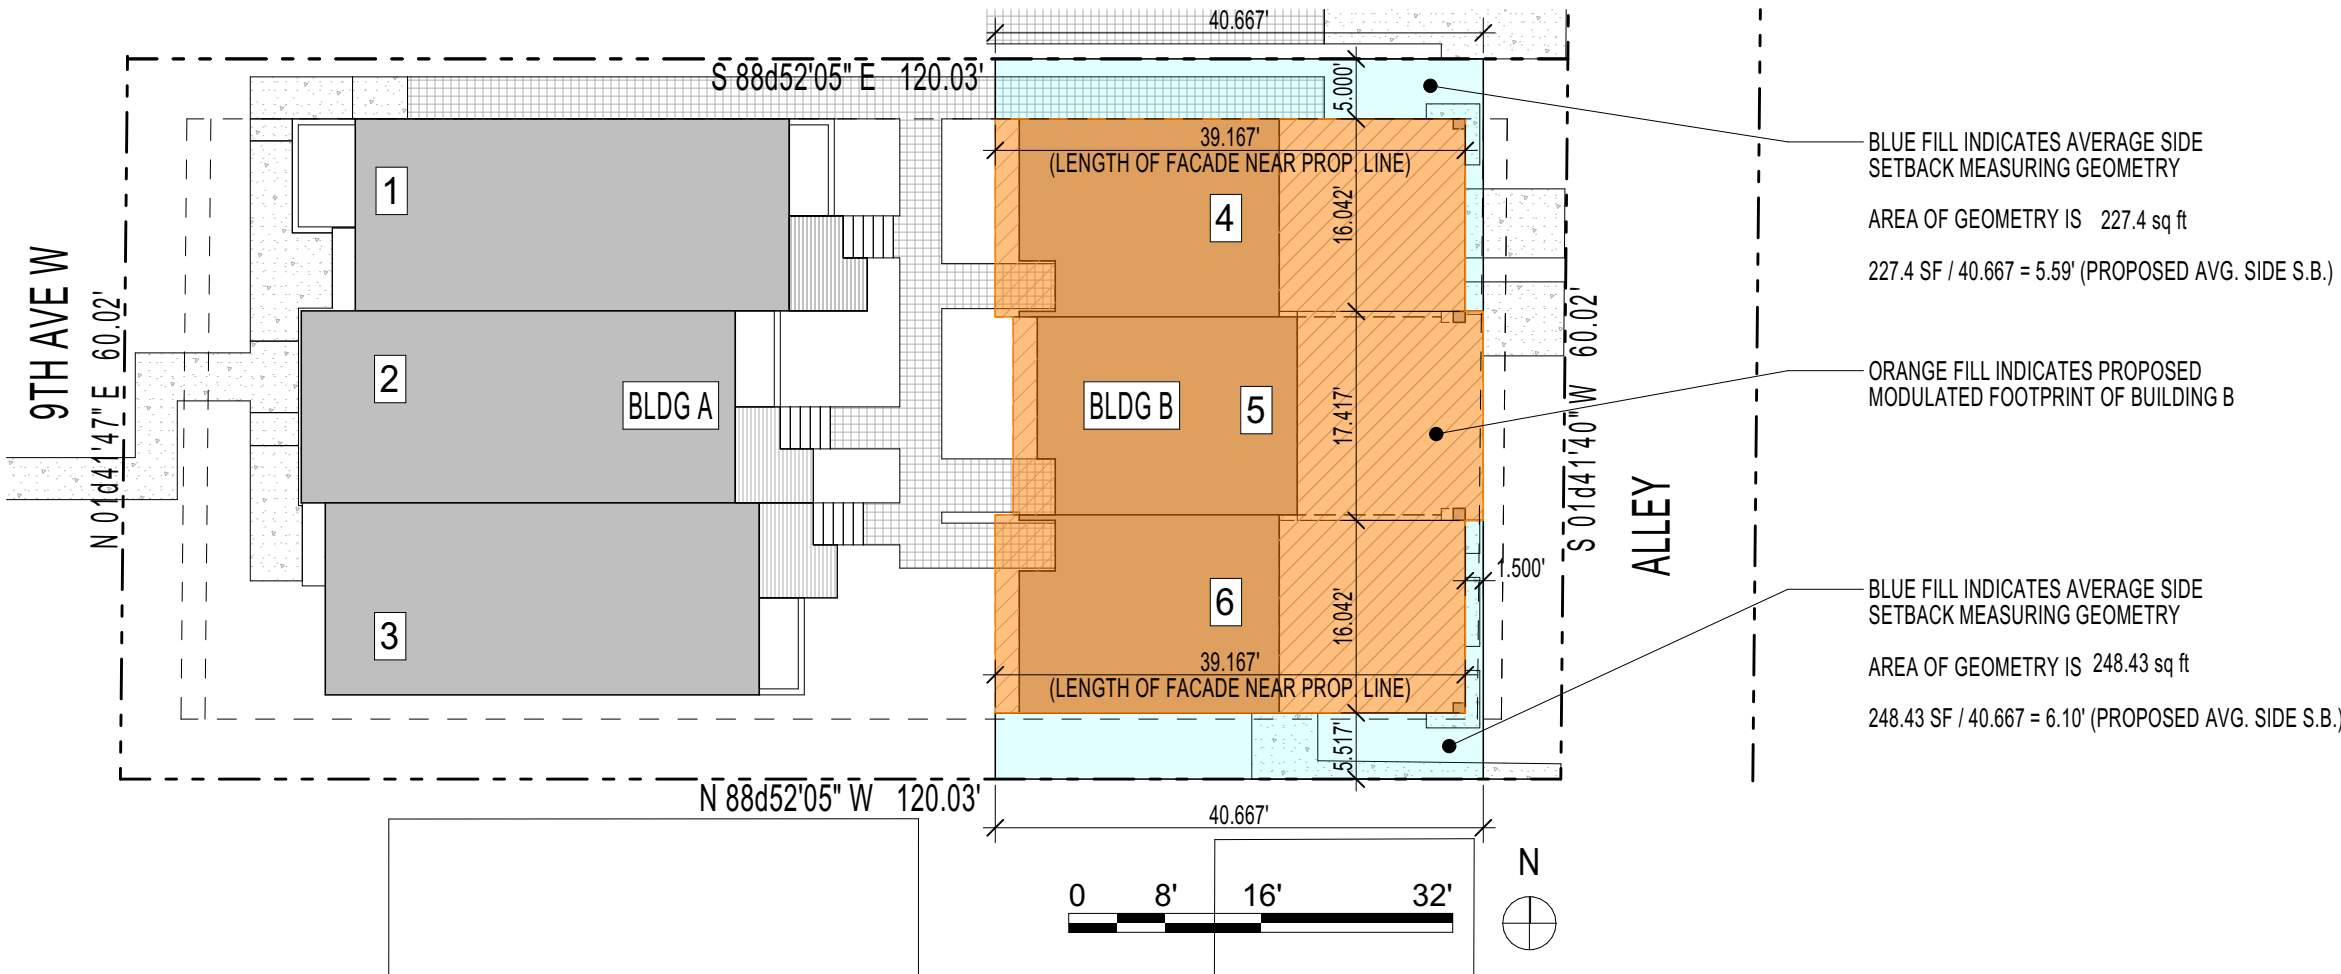 40.667'
S 88d52'05" E 120.03'
5.000'
39.167'
(LENGTH OF FACADE NEAR PROP. LINE)
BLUE FILL INDICATES AVERAGE SIDE
SETBACK MEASURING GEOMETRY
AREA OF GEOMETRY IS 227.4 sq ft
227.4 SF / 40.667 = 5.59' (PROPOSED AVG. SIDE S.B.)
1
4
16.042'
9TH AVE W
N 01d41'47" E 60.02'
2
BLDG A
BLDG B
5
17.417'
S 01d41'40" W 60.02'
ALLEY
ORANGE FILL INDICATES PROPOSED
MODULATED FOOTPRINT OF BUILDING B
1.500'
3
6
16.042'
39.167'
(LENGTH OF FACADE NEAR PROP. LINE)
BLUE FILL INDICATES AVERAGE SIDE
SETBACK MEASURING GEOMETRY
AREA OF GEOMETRY IS 248.43 sq ft
248.43 SF / 40.667 = 6.10' (PROPOSED AVG. SIDE S.B.)
5.517'
N 88d52'05" W 120.03'
40.667'
0 8' 16' 32'
N